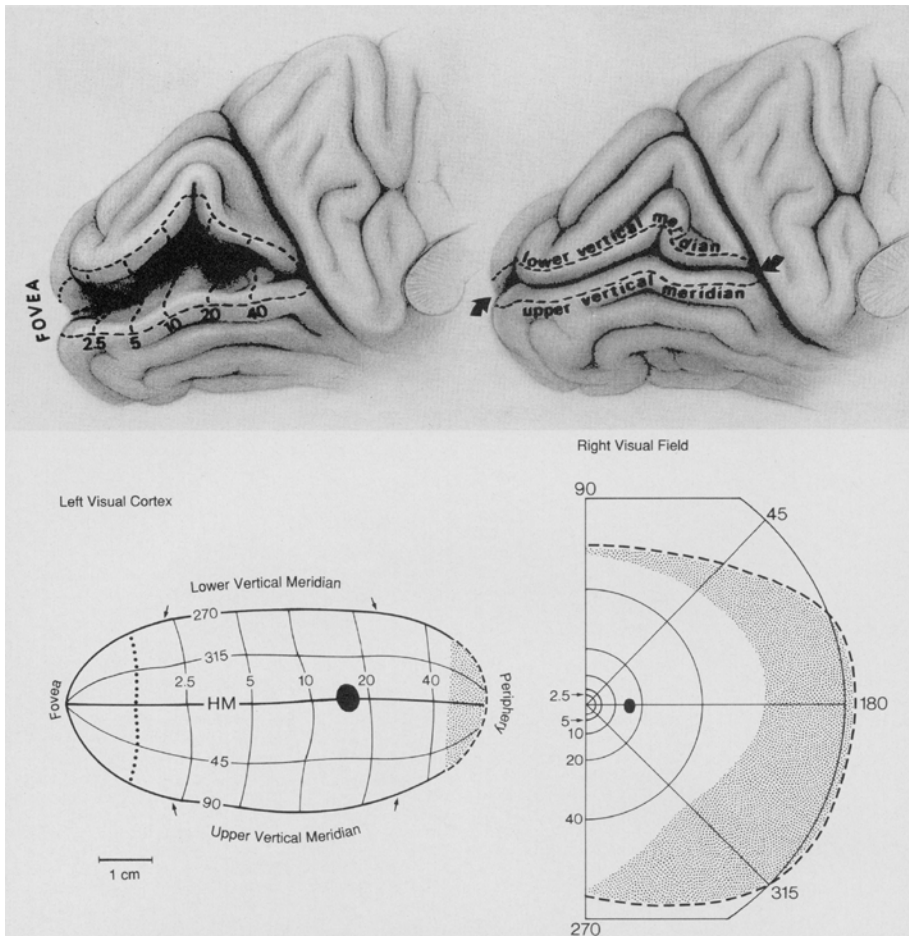 FOVEA
2.5
5
10
20
40
lower vertical meridian
upper vertical meridian
Left Visual Cortex
Lower Vertical Meridian
270
315
2.5
5
10
20
40
Fovea
HM
Periphery
45
90
Upper Vertical Meridian
1 cm
Right Visual Field
90
45
2.5
5
10
20
40
180
315
270